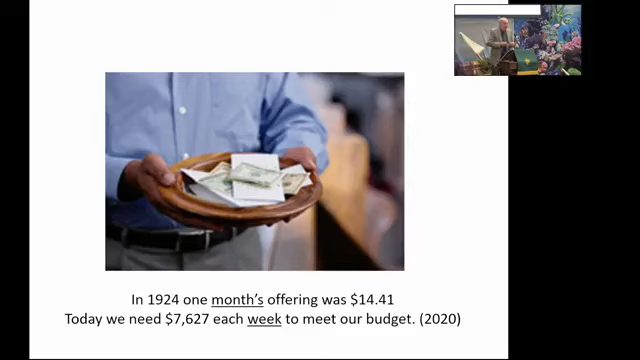 In 1924 one month's offering was $14.41
Today we need $7,627 each week to meet our budget. (2020)